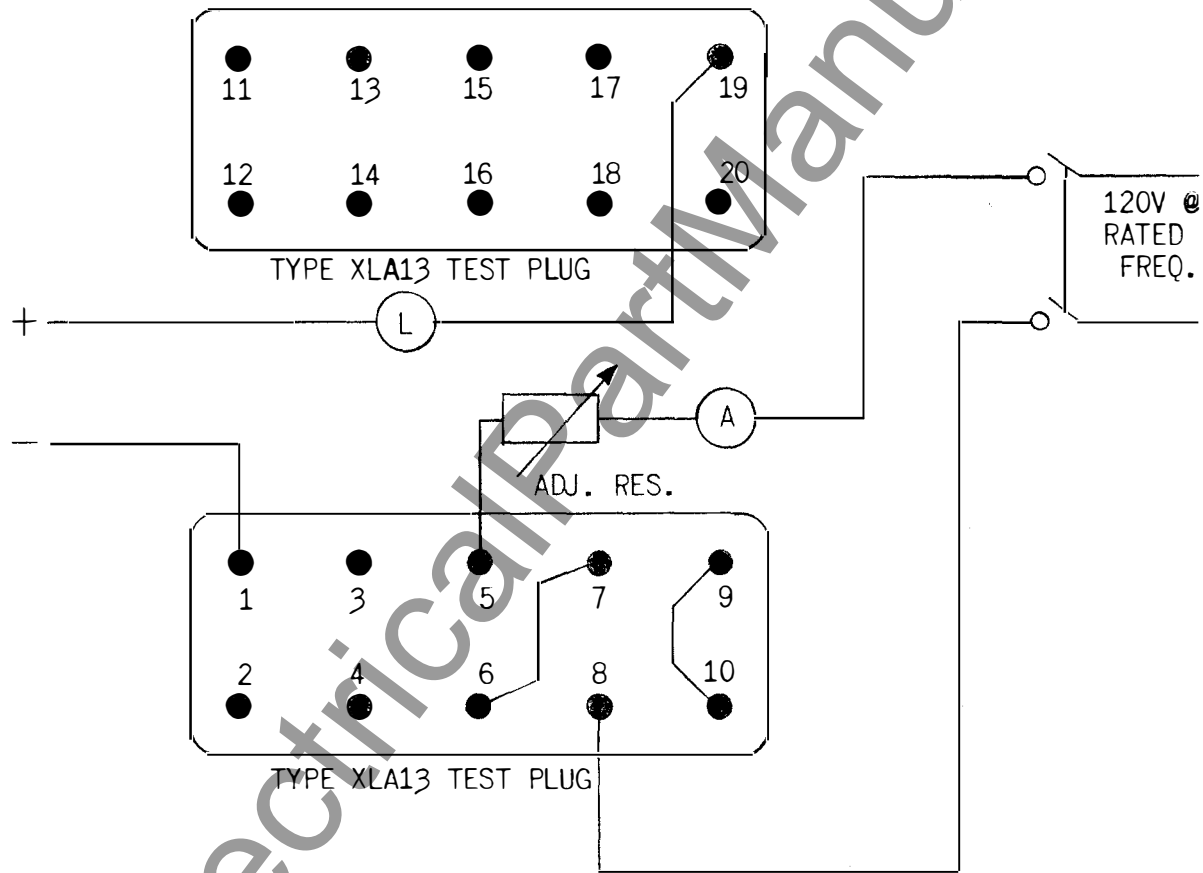 11 13 15 17 19
12 14 16 18 20
TYPE XLA13 TEST PLUG
120V @
RATED
FREQ.
+
L
A
—
ADJ. RES.
1 3 5 7 9
2 4 6 8 10
TYPE XLA13 TEST PLUG
ectricalPartManu